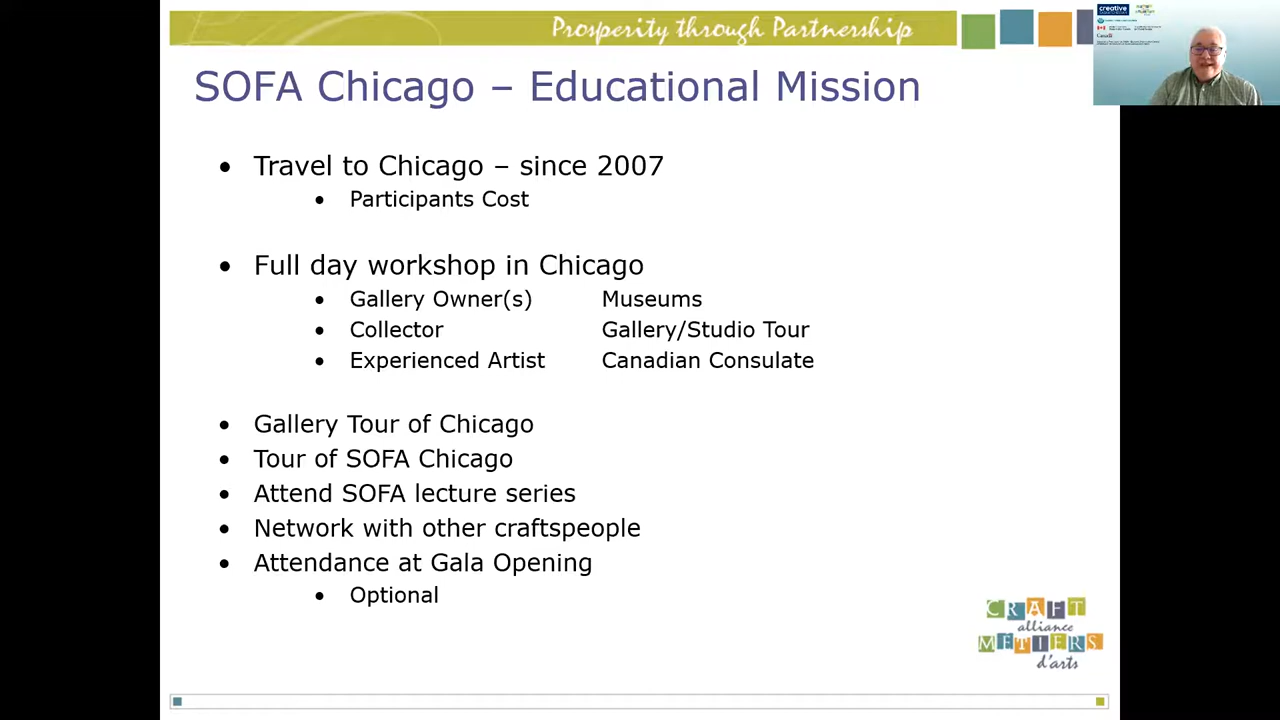 Prosperity through Partnership
creative
Canada
SOFA Chicago – Educational Mission
• Travel to Chicago – since 2007
• Participants Cost
• Full day workshop in Chicago
• Gallery Owner(s) Museums
• Collector Gallery/Studio Tour
• Experienced Artist Canadian Consulate
• Gallery Tour of Chicago
• Tour of SOFA Chicago
• Attend SOFA lecture series
• Network with other craftspeople
• Attendance at Gala Opening
• Optional
CRAFT
alliance
METIERS
d'arts